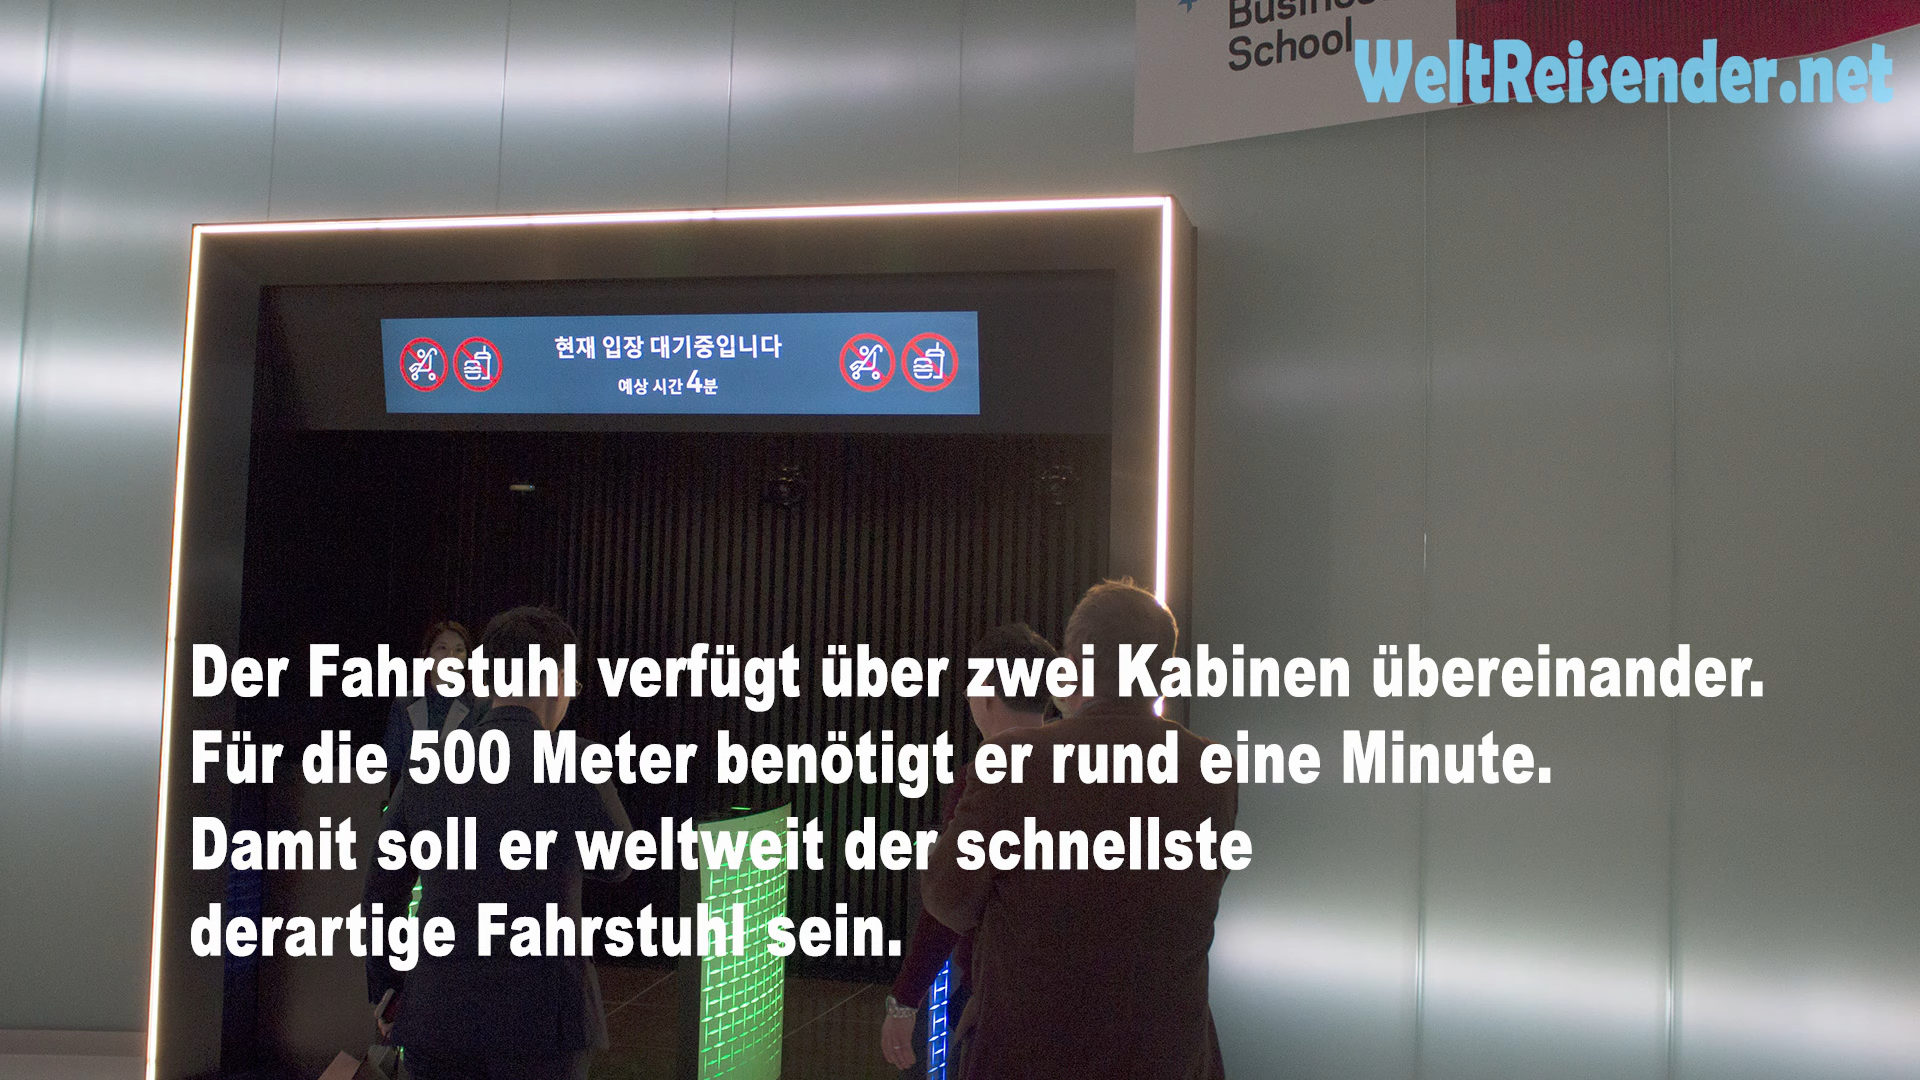 School
WeltReisender.net
현재 입장 대기중입니다
예상 시간 4분
Der Fahrstuhl verfügt über zwei Kabinen übereinander.
Für die 500 Meter benötigt er rund eine Minute.
Damit soll er weltweit der schnellste
derartige Fahrstuhl sein.